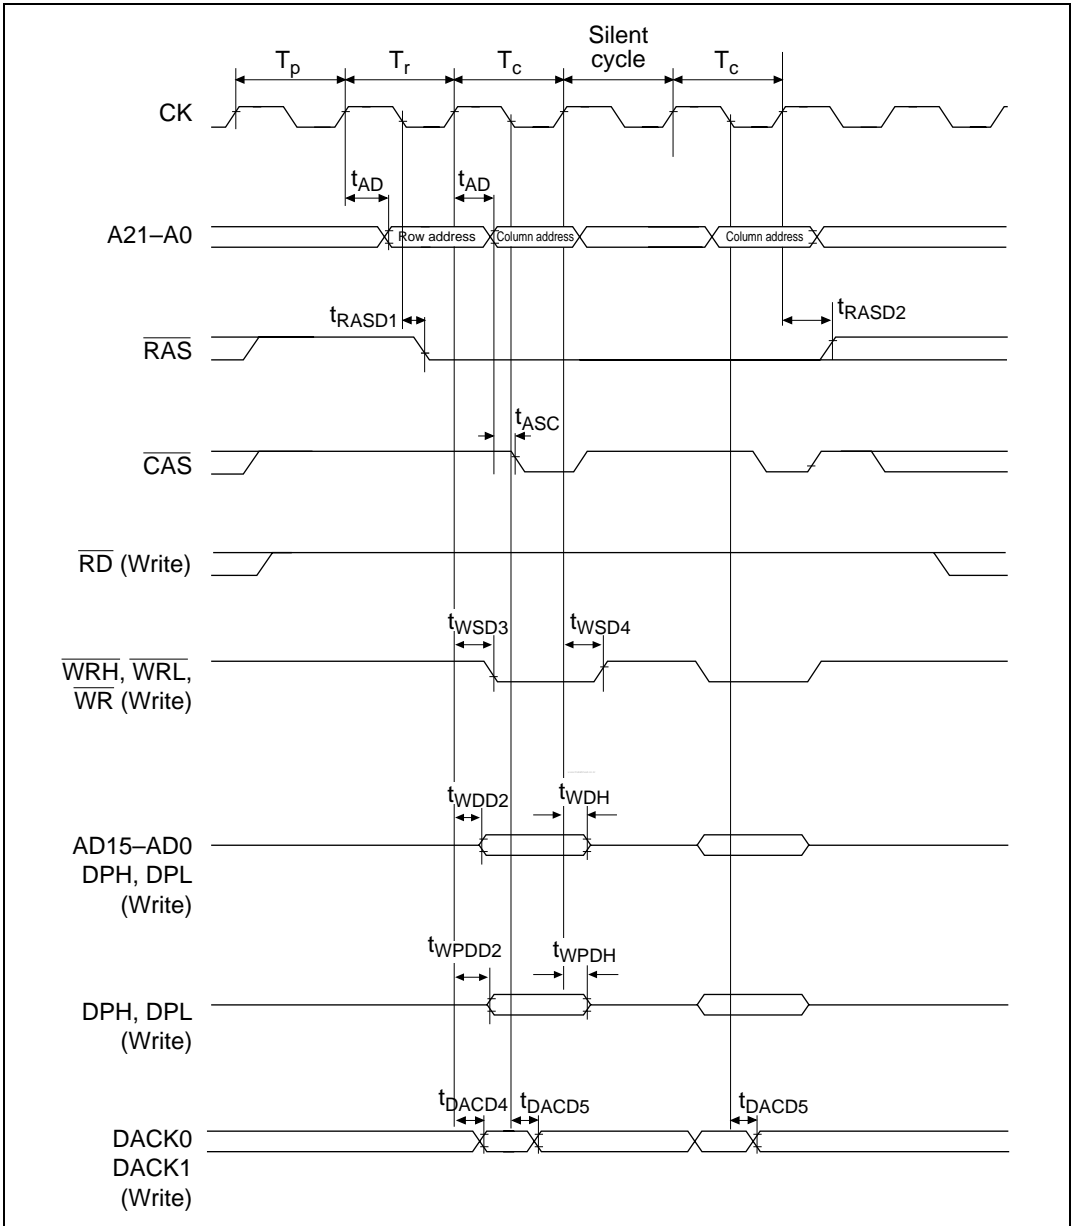 Silent
Tp Tr Tc cycle Tc
CK
tAD tAD
A21–A0 Row address Column address Column address
tRASD1 tRASD2
RAS
tASC
CAS
RD (Write)
tWSD3 tWSD4
WRH, WRL,
WR (Write)
tWDD2 tWDH
AD15–AD0
DPH, DPL
(Write)
tWPDD2 tWPDH
DPH, DPL
(Write)
tDACD4 tDACD5 tDACD5
DACK0
DACK1
(Write)